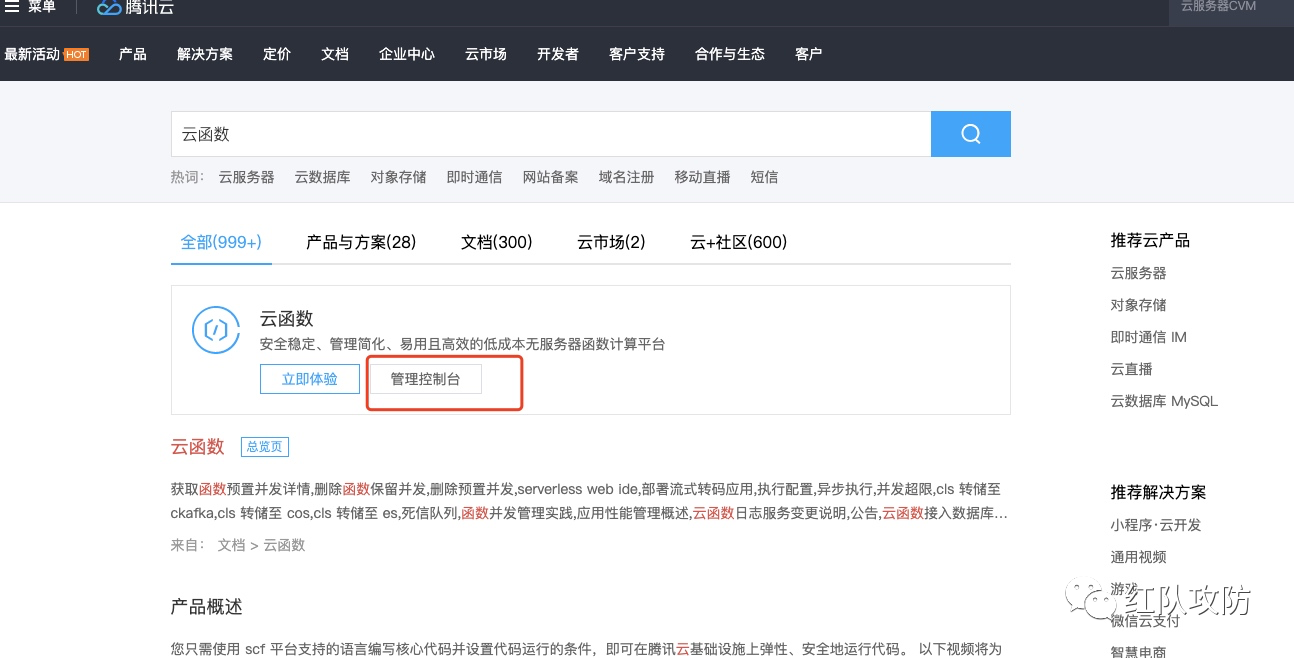 菜单
腾讯云
云服务器CVM
最新活动 HOT 产品 解决方案 定价 文档 企业中心 云市场 开发者 客户支持 合作与生态 客户
云函数
热词: 云服务器 云数据库 对象存储 即时通信 网站备案 域名注册 移动直播 短信
全部(999+) 产品与方案(28) 文档(300) 云市场(2) 云+社区(600)
云函数
安全稳定、管理简化、易用且高效的低成本无服务器函数计算平台
立即体验 管理控制台
云函数 总览页
获取函数预置并发详情,删除函数保留并发,删除预置并发,serverless web ide,部署流式转码应用,执行配置,异步执行,并发超限,cls 转储至
ckafka,cls 转储至 cos,cls 转储至 es,死信队列,函数并发管理实践,应用性能管理概述,云函数日志服务变更说明,公告,云函数接入数据库...
来自: 文档 > 云函数
产品概述
您只需使用 scf 平台支持的语言编写核心代码并设置代码运行的条件，即可在腾讯云基础设施上弹性、安全地运行代码。 以下视频将为
推荐云产品
云服务器
对象存储
即时通信 IM
云直播
云数据库 MySQL
推荐解决方案
小程序·云开发
通用视频
游戏
微信云支付
智慧电商
红队攻防